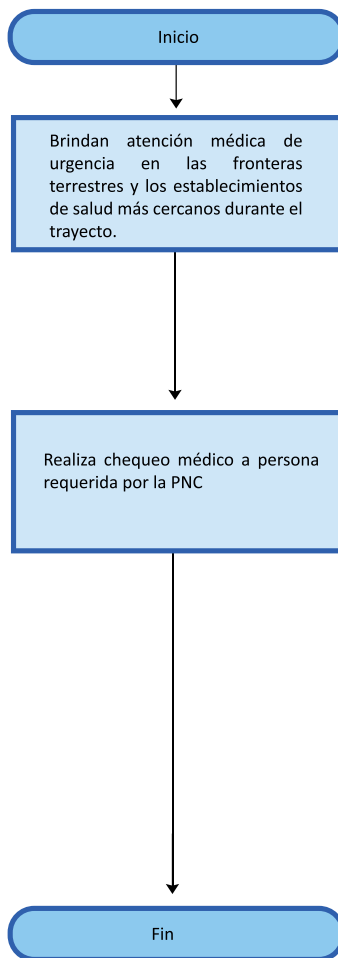 Inicio
Brindan atención médica de
urgencia en las fronteras
terrestres y los establecimientos
de salud más cercanos durante el
trayecto.
Realiza chequeo médico a persona
requerida por la PNC
Fin